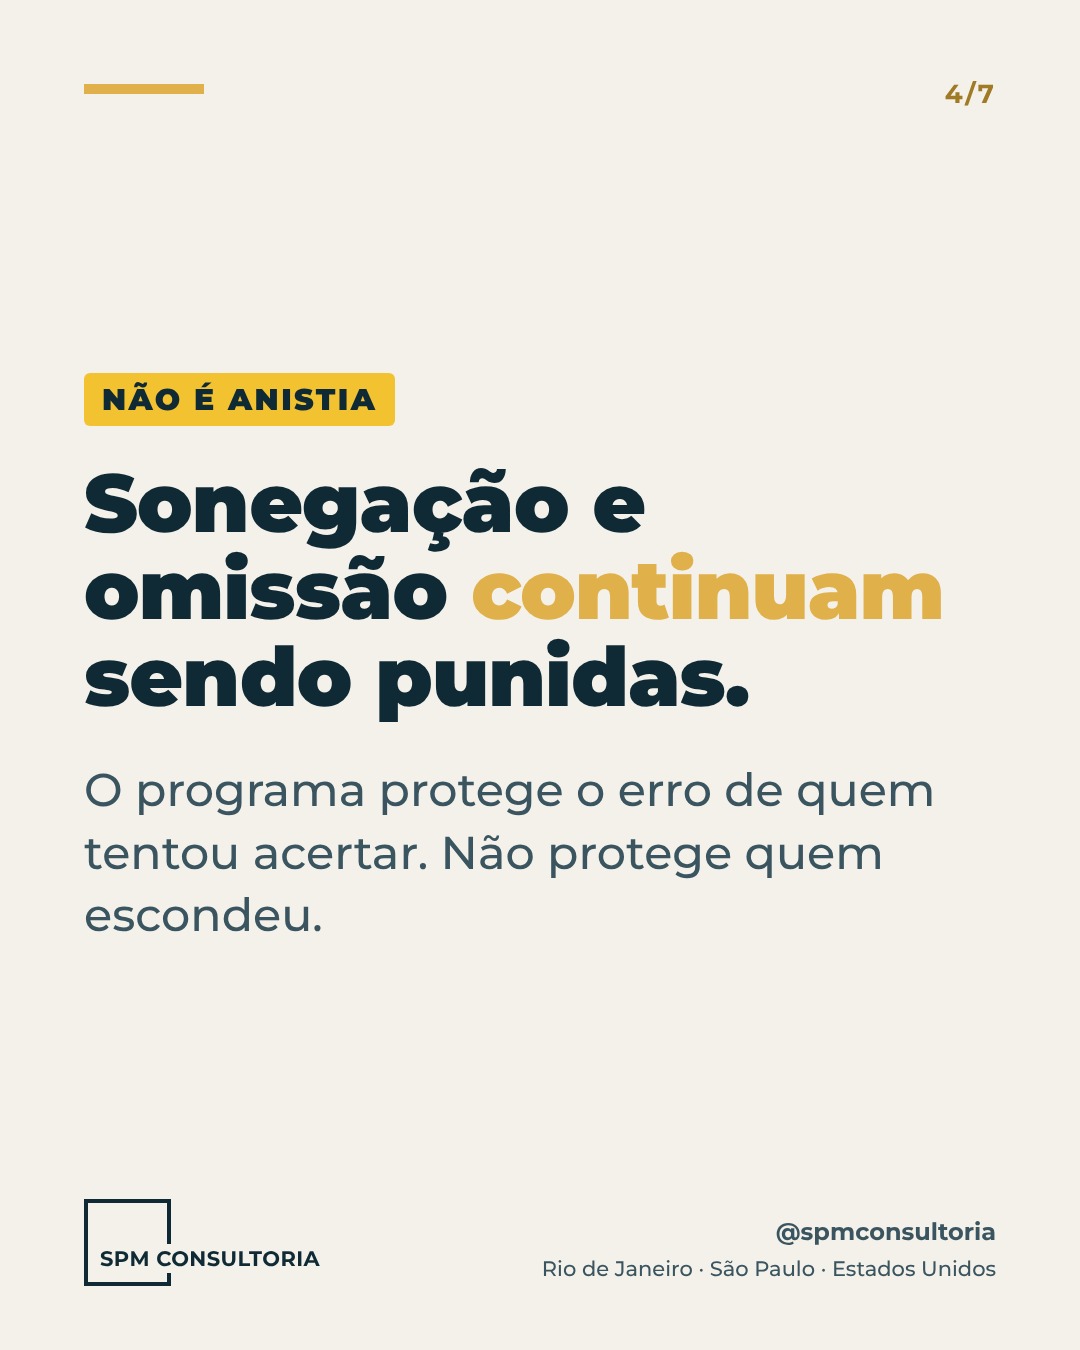 4/7
NÃO É ANISTIA
Sonegação e
omissão continuam
sendo punidas.
O programa protege o erro de quem
tentou acertar. Não protege quem
escondeu.
SPM CONSULTORIA
@spmconsultoria
Rio de Janeiro · São Paulo · Estados Unidos